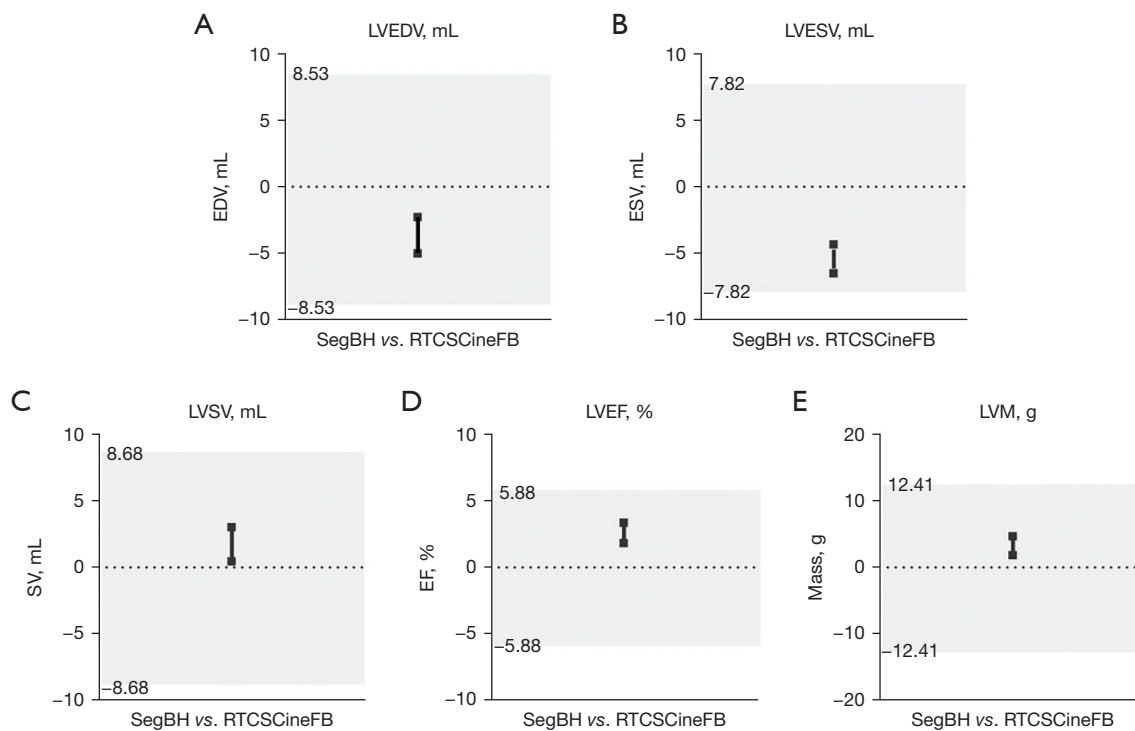 A
LVEDV, mL
10
8.53
5
0
−5
−8.53
−10
EDV, mL
SegBH vs. RTCSCineFB
B
LVESV, mL
10
7.82
5
0
−5
−7.82
−10
ESV, mL
SegBH vs. RTCSCineFB
C
LVSV, mL
10
8.68
5
0
−5
−8.68
−10
SV, mL
SegBH vs. RTCSCineFB
D
LVEF, %
10
5.88
5
0
−5
−5.88
−10
EF, %
SegBH vs. RTCSCineFB
E
LVM, g
20
12.41
10
0
−10
−12.41
−20
Mass, g
SegBH vs. RTCSCineFB